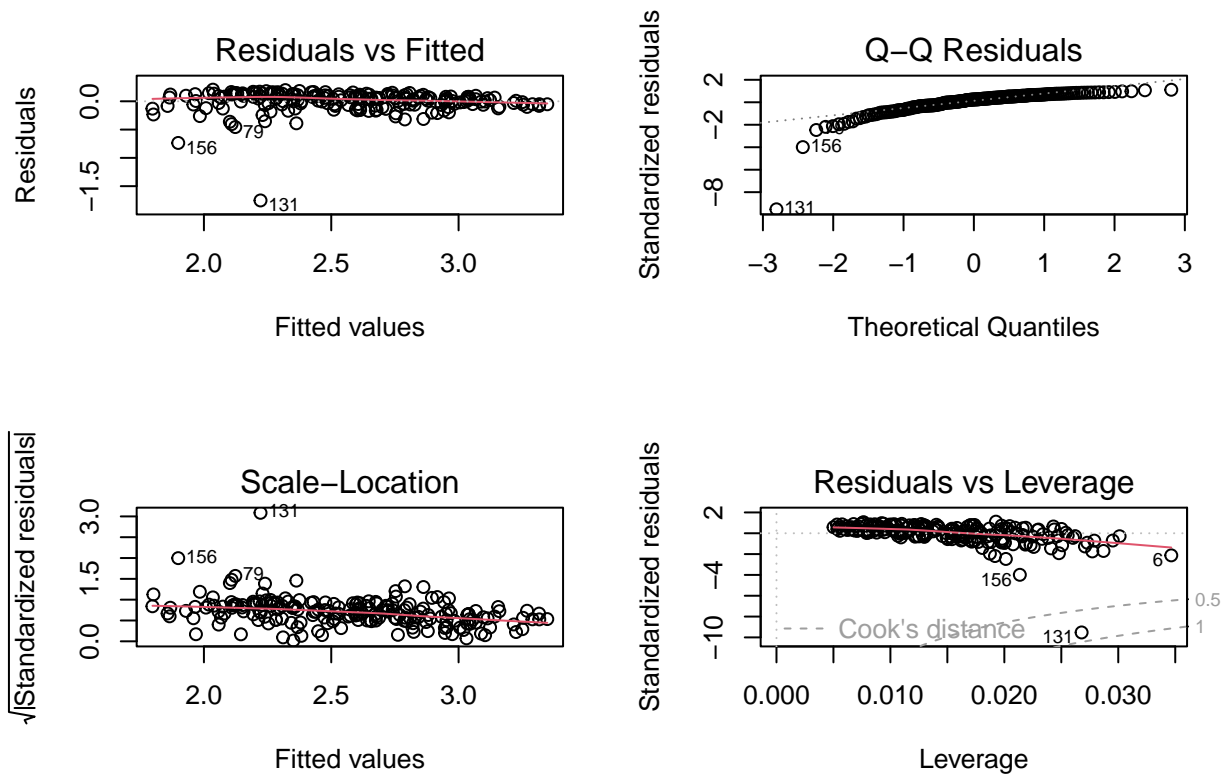 Residuals vs Fitted
Residuals
0.0
−1.5
79
156
131
2.0 2.5 3.0
Fitted values
Q−Q Residuals
Standardized residuals
2
−2
−8
156
131
−3 −2 −1 0 1 2 3
Theoretical Quantiles
Scale−Location
√|Standardized residuals|
3.0
1.5
0.0
131
156
79
2.0 2.5 3.0
Fitted values
Residuals vs Leverage
Standardized residuals
2
−4
−10
6
156
131
Cook's distance
0.5
1
0.000 0.010 0.020 0.030
Leverage